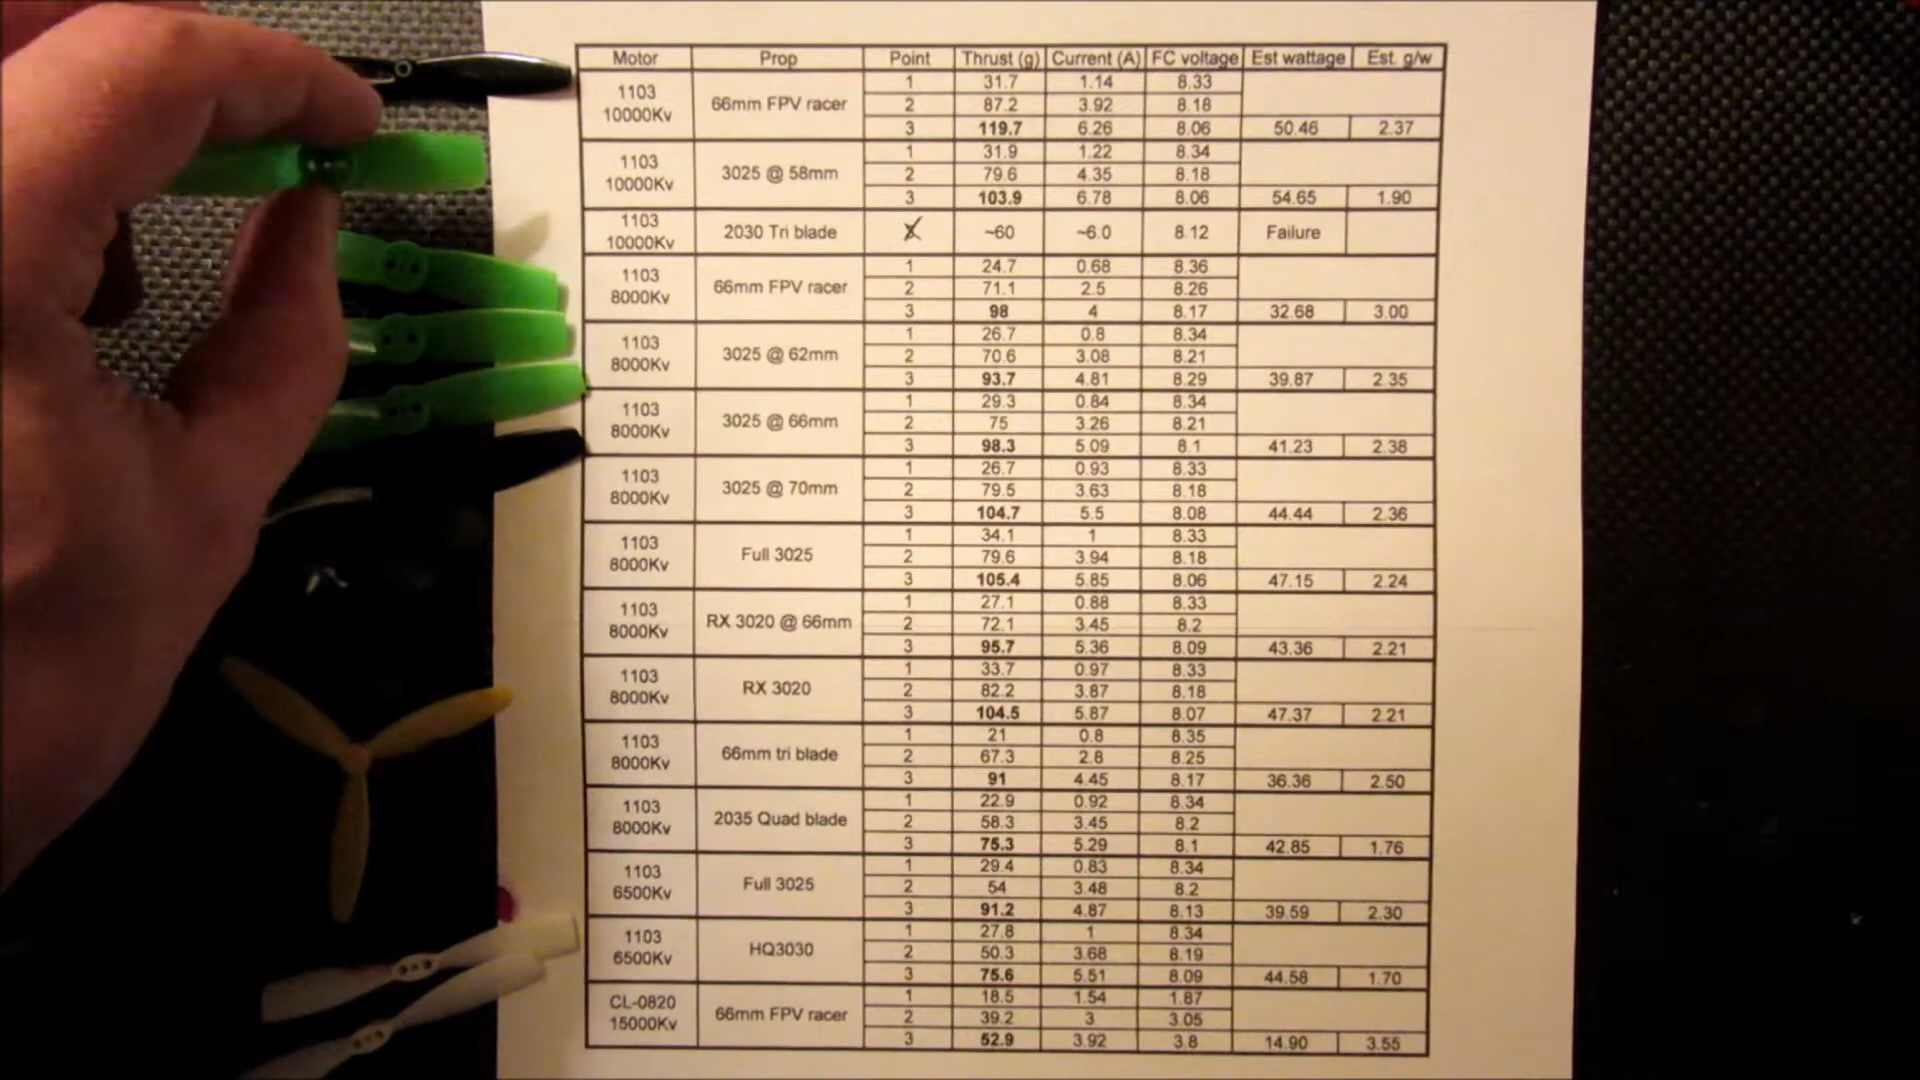 Motor Prop Point Thrust (g) Current (A) FC voltage Est wattage Est. g/w
1103 10000Kv 66mm FPV racer 1 31.7 1.14 8.33
2 87.2 3.92 8.18
3 119.7 6.26 8.06 50.46 2.37
1103 10000Kv 3025 @ 58mm 1 31.9 1.22 8.34
2 79.6 4.35 8.18
3 103.9 6.78 8.06 54.65 1.90
1103 10000Kv 2030 Tri blade ~60 ~6.0 8.12 Failure
1103 8000Kv 66mm FPV racer 1 24.7 0.68 8.36
2 71.1 2.5 8.26
3 98 4 8.17 32.68 3.00
1103 8000Kv 3025 @ 62mm 1 26.7 0.8 8.34
2 70.6 3.08 8.21
3 93.7 4.81 8.29 39.87 2.35
1103 8000Kv 3025 @ 66mm 1 29.3 0.84 8.34
2 75 3.26 8.21
3 98.3 5.09 8.1 41.23 2.38
1103 8000Kv 3025 @ 70mm 1 26.7 0.93 8.33
2 79.5 3.63 8.18
3 104.7 5.5 8.08 44.44 2.36
1103 8000Kv Full 3025 1 34.1 1 8.33
2 79.6 3.94 8.18
3 105.4 5.85 8.06 47.15 2.24
1103 8000Kv RX 3020 @ 66mm 1 27.1 0.88 8.33
2 72.1 3.45 8.2
3 95.7 5.36 8.09 43.36 2.21
1103 8000Kv RX 3020 1 33.7 0.97 8.33
2 82.2 3.87 8.18
3 104.5 5.87 8.07 47.37 2.21
1103 8000Kv 66mm tri blade 1 21 0.8 8.35
2 67.3 2.8 8.25
3 91 4.45 8.17 36.36 2.50
1103 8000Kv 2035 Quad blade 1 22.9 0.92 8.34
2 58.3 3.45 8.2
3 75.3 5.29 8.1 42.85 1.76
1103 6500Kv Full 3025 1 29.4 0.83 8.34
2 54 3.48 8.2
3 91.2 4.87 8.13 39.59 2.30
1103 6500Kv HQ3030 1 27.8 1 8.34
2 50.3 3.68 8.19
3 75.6 5.51 8.09 44.58 1.70
CL-0820 15000Kv 66mm FPV racer 1 18.5 1.54 1.87
2 39.2 3 3.05
3 52.9 3.92 3.8 14.90 3.55